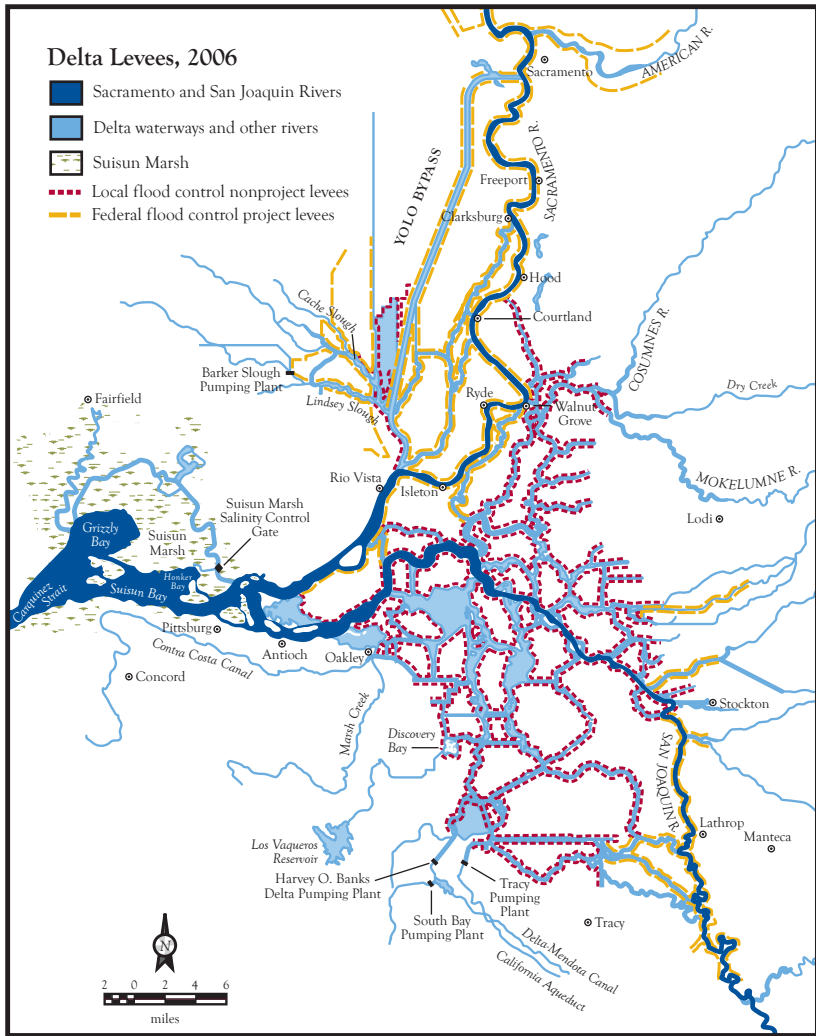 Delta Levees, 2006
Sacramento and San Joaquin Rivers
Delta waterways and other rivers
Suisun Marsh
Local flood control nonproject levees
Federal flood control project levees
Sacramento
AMERICAN R.
YOLO BYPASS
SACRAMENTO R.
Freeport
Clarksburg
Hood
Cache Slough
Courtland
COSUMNES R.
Barker Slough
Pumping Plant
Lindsey Slough
Ryde
Walnut
Grove
Dry Creek
Fairfield
MOKELUMNE R.
Rio Vista
Isleton
Lodi
Suisun Marsh
Salinity Control
Gate
Grizzly
Bay
Suisun
Marsh
Honker
Bay
Suisun Bay
Carquinez
Strait
Pittsburg
Antioch
Oakley
Contra Costa Canal
Concord
Marsh Creek
Stockton
Discovery
Bay
SAN JOAQUIN R.
Los Vaqueros
Reservoir
Lathrop
Manteca
Harvey O. Banks
Delta Pumping Plant
Tracy
Pumping
Plant
South Bay
Pumping Plant
Tracy
Delta-Mendota Canal
California Aqueduct
N
2 0 2 4 6
miles